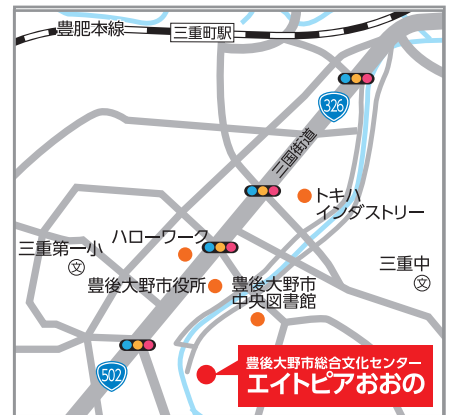 豊肥本線
三重町駅
326
三国街道
トキハ
インダストリー
ハローワーク
三重第一小
文
三重中
文
豊後大野市役所
豊後大野市
中央図書館
豊後大野市総合文化センター
エイトピアおおの
502